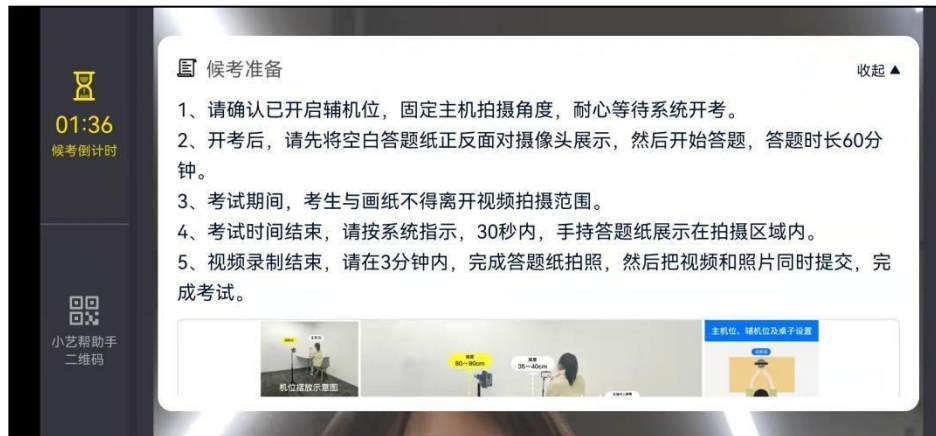 候考准备
收起▲
01:36
候考倒计时
1、请确认已开启辅机位，固定主机拍摄角度，耐心等待系统开考。
2、开考后，请先将空白答题纸正反面对摄像头展示，然后开始答题，答题时长60分
钟。
3、考试期间，考生与画纸不得离开视频拍摄范围。
4、考试时间结束，请按系统指示，30秒内，手持答题纸展示在拍摄区域内。
5、视频录制结束，请在3分钟内，完成答题纸拍照，然后把视频和照片同时提交，完
成考试。
小艺帮助手
二维码
机位摆放示意图
高度
80~90cm
高度
35~40cm
主机位、辅机位及桌子设置